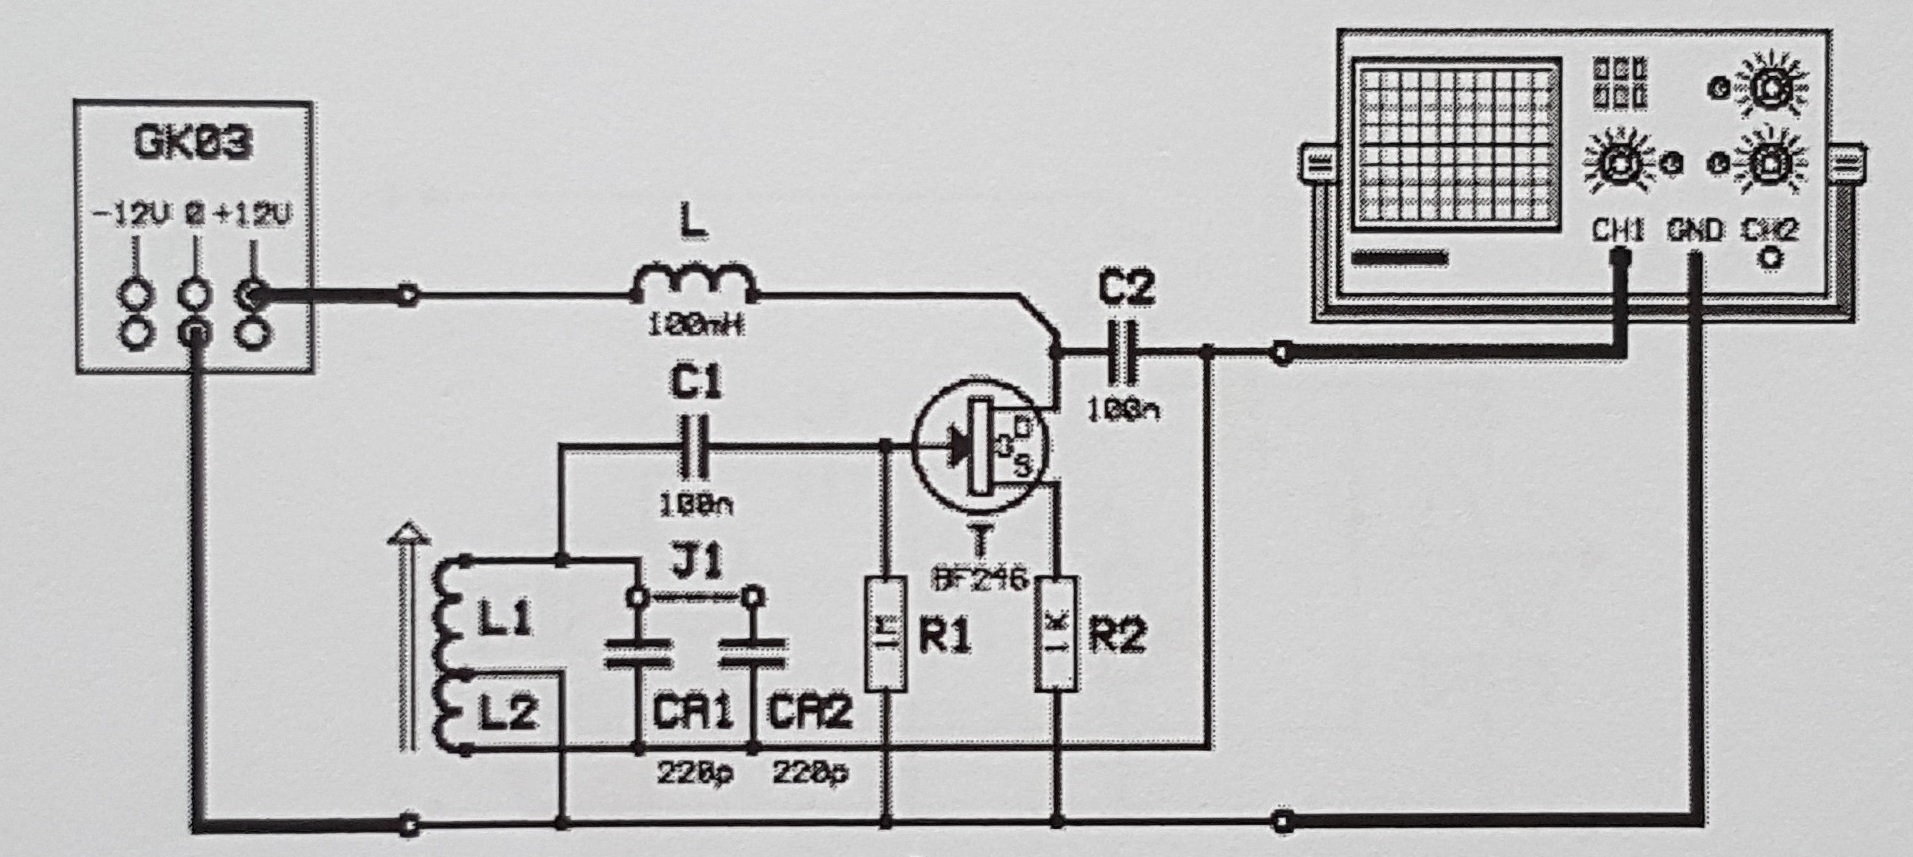 GK03
-12V 0 +12V
L
100mH
C2
100n
CH1 GND CH2
C1
100n
D
G
S
T
BF246
J1
L1
L2
CA1
CA2
220p
220p
R1
1K
R2